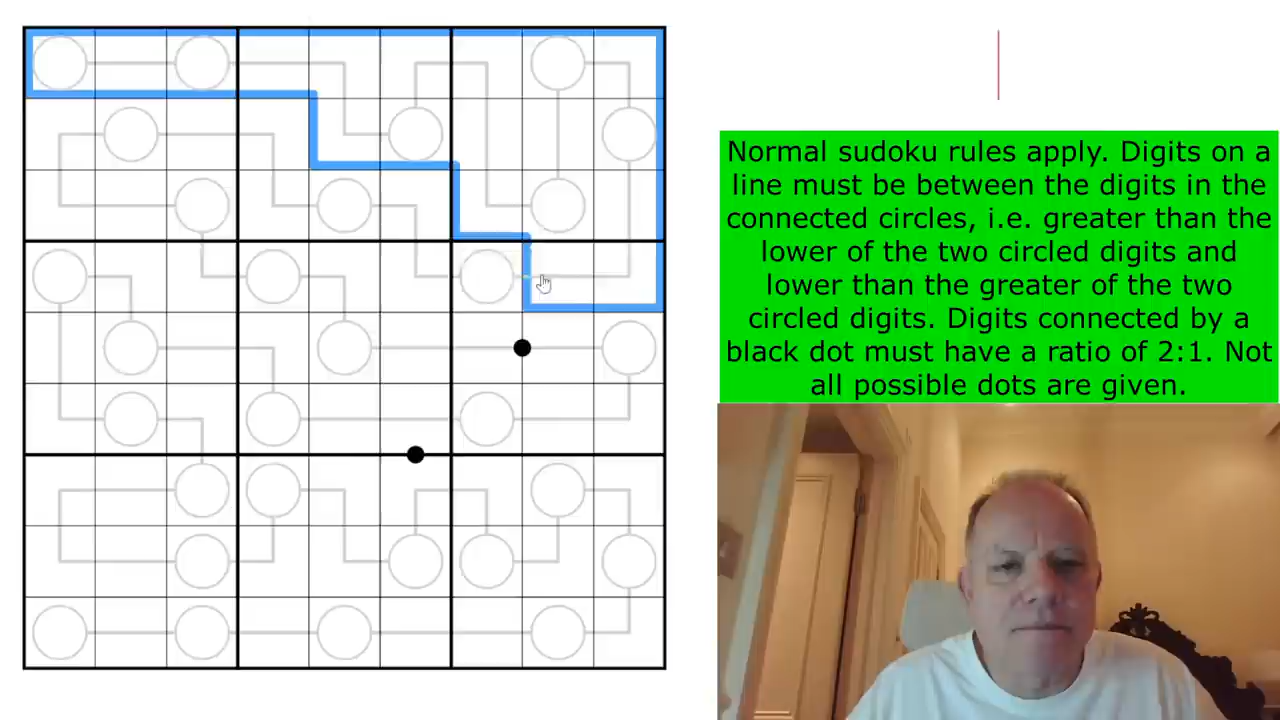 Normal sudoku rules apply. Digits on a
line must be between the digits in the
connected circles, i.e. greater than the
lower of the two circled digits and
lower than the greater of the two
circled digits. Digits connected by a
black dot must have a ratio of 2:1. Not
all possible dots are given.